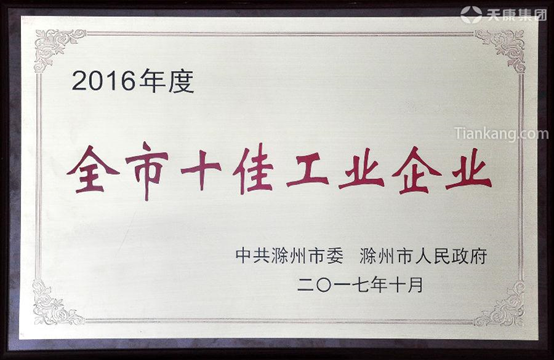 天康集团
2016年度
Tiankang.com
全市十佳工业企业
中共滁州市委 滁州市人民政府
二〇一七年十月